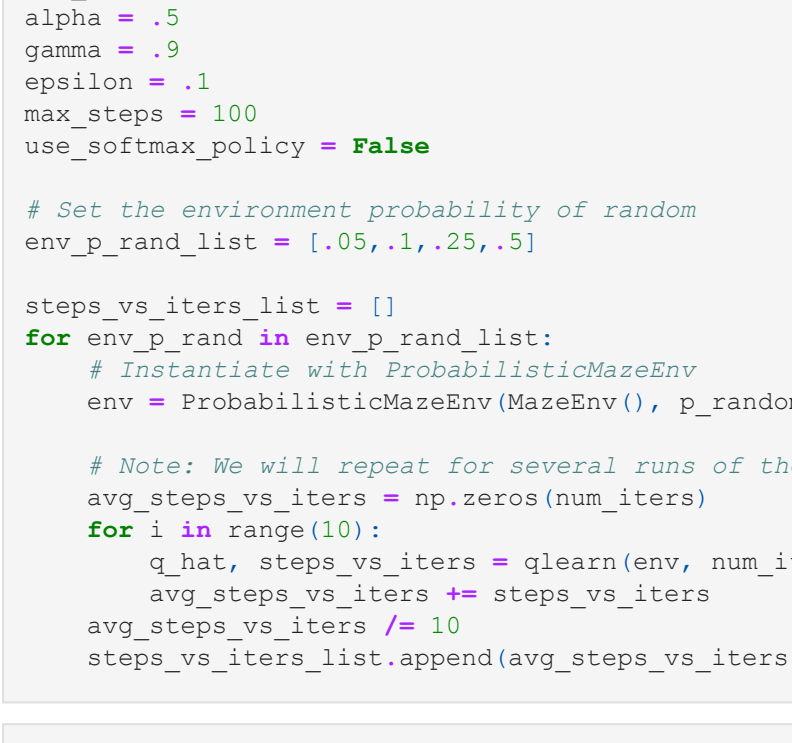 alpha = .5
gamma = .9
epsilon = .1
max_steps = 100
use_softmax_policy = False
# Set the environment probability of random
env_p_rand_list = [.05,.1,.25,.5]
steps_vs_iters_list = []
for env_p_rand in env_p_rand_list:
    # Instantiate with ProbabilisticMazeEnv
    env = ProbabilisticMazeEnv(MazeEnv(), p_rando
    # Note: We will repeat for several runs of th
    avg_steps_vs_iters = np.zeros(num_iters)
    for i in range(10):
        q_hat, steps_vs_iters = qlearn(env, num_i
        avg_steps_vs_iters += steps_vs_iters
    avg_steps_vs_iters /= 10
    steps_vs_iters_list.append(avg_steps_vs_iters